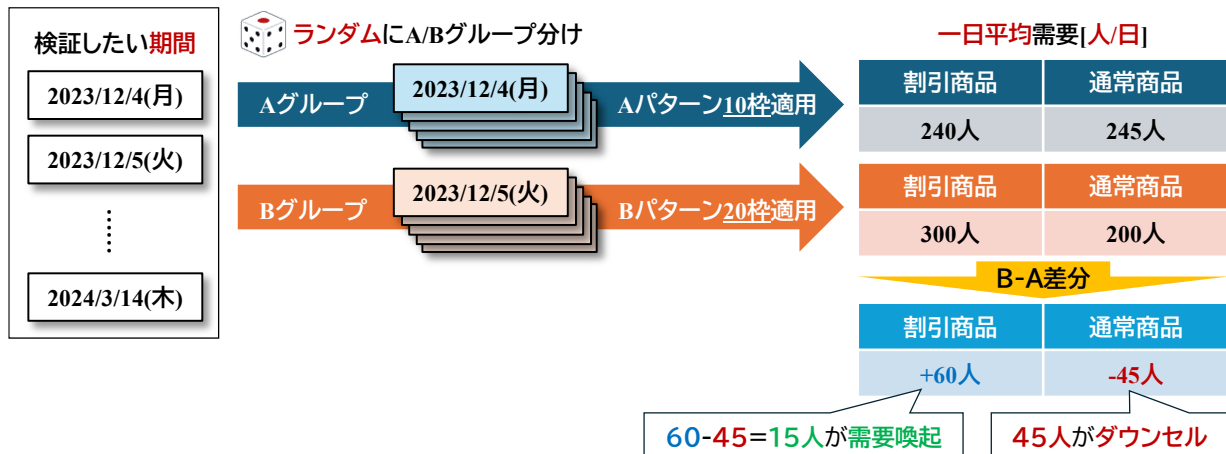 検証したい期間
2023/12/4(月)
2023/12/5(火)
2024/3/14(木)
ランダムにA/Bグループ分け
Aグループ
2023/12/4(月)
Aパターン10枠適用
Bグループ
2023/12/5(火)
Bパターン20枠適用
一日平均需要[人/日]
割引商品 通常商品
240人 245人
割引商品 通常商品
300人 200人
B-A差分
割引商品 通常商品
+60人 -45人
60-45=15人が需要喚起
45人がダウンセル